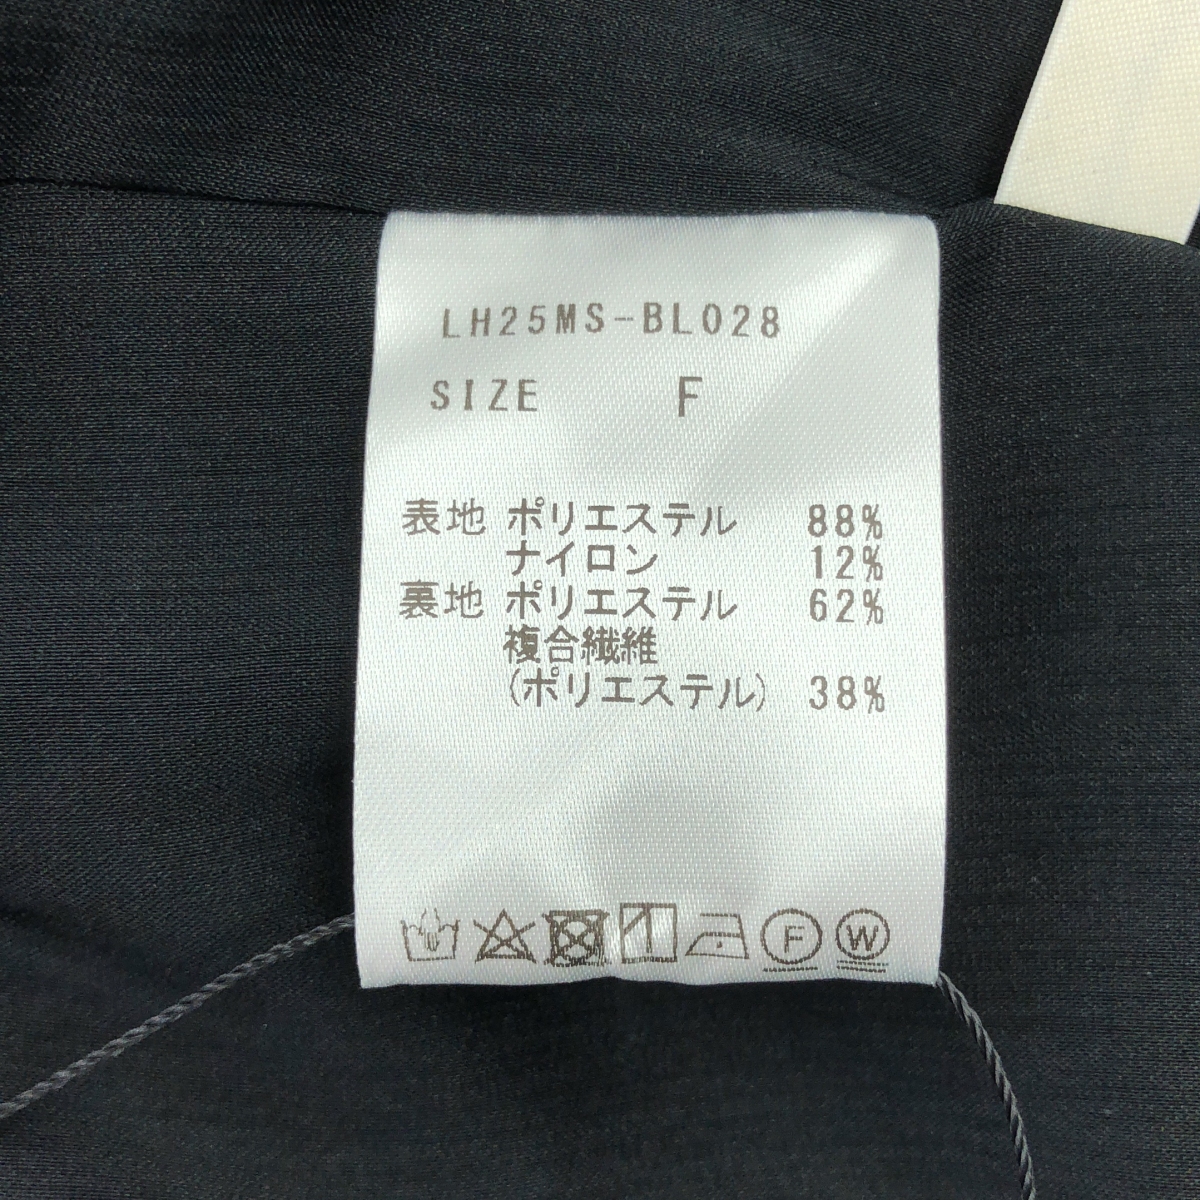 LH25MS-BL028
SIZE F
表地 ポリエステル 88%
ナイロン 12%
裏地 ポリエステル 62%
複合繊維
(ポリエステル) 38%
F W